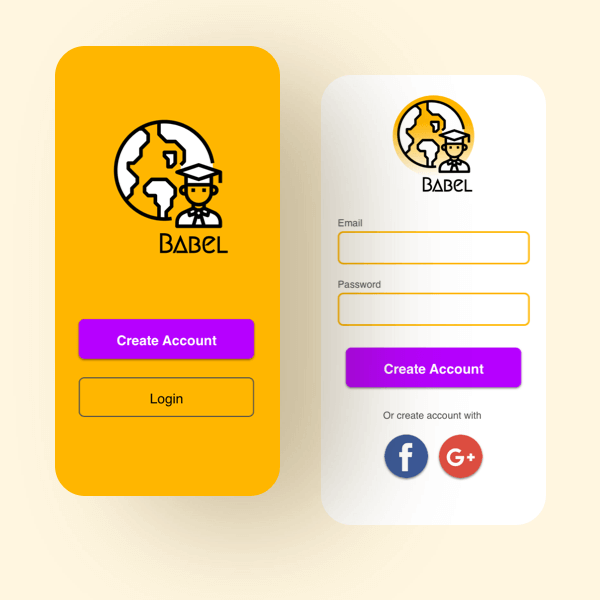 BABEL
Create Account
Login
BABEL
Email
Password
Create Account
Or create account with
f
G+